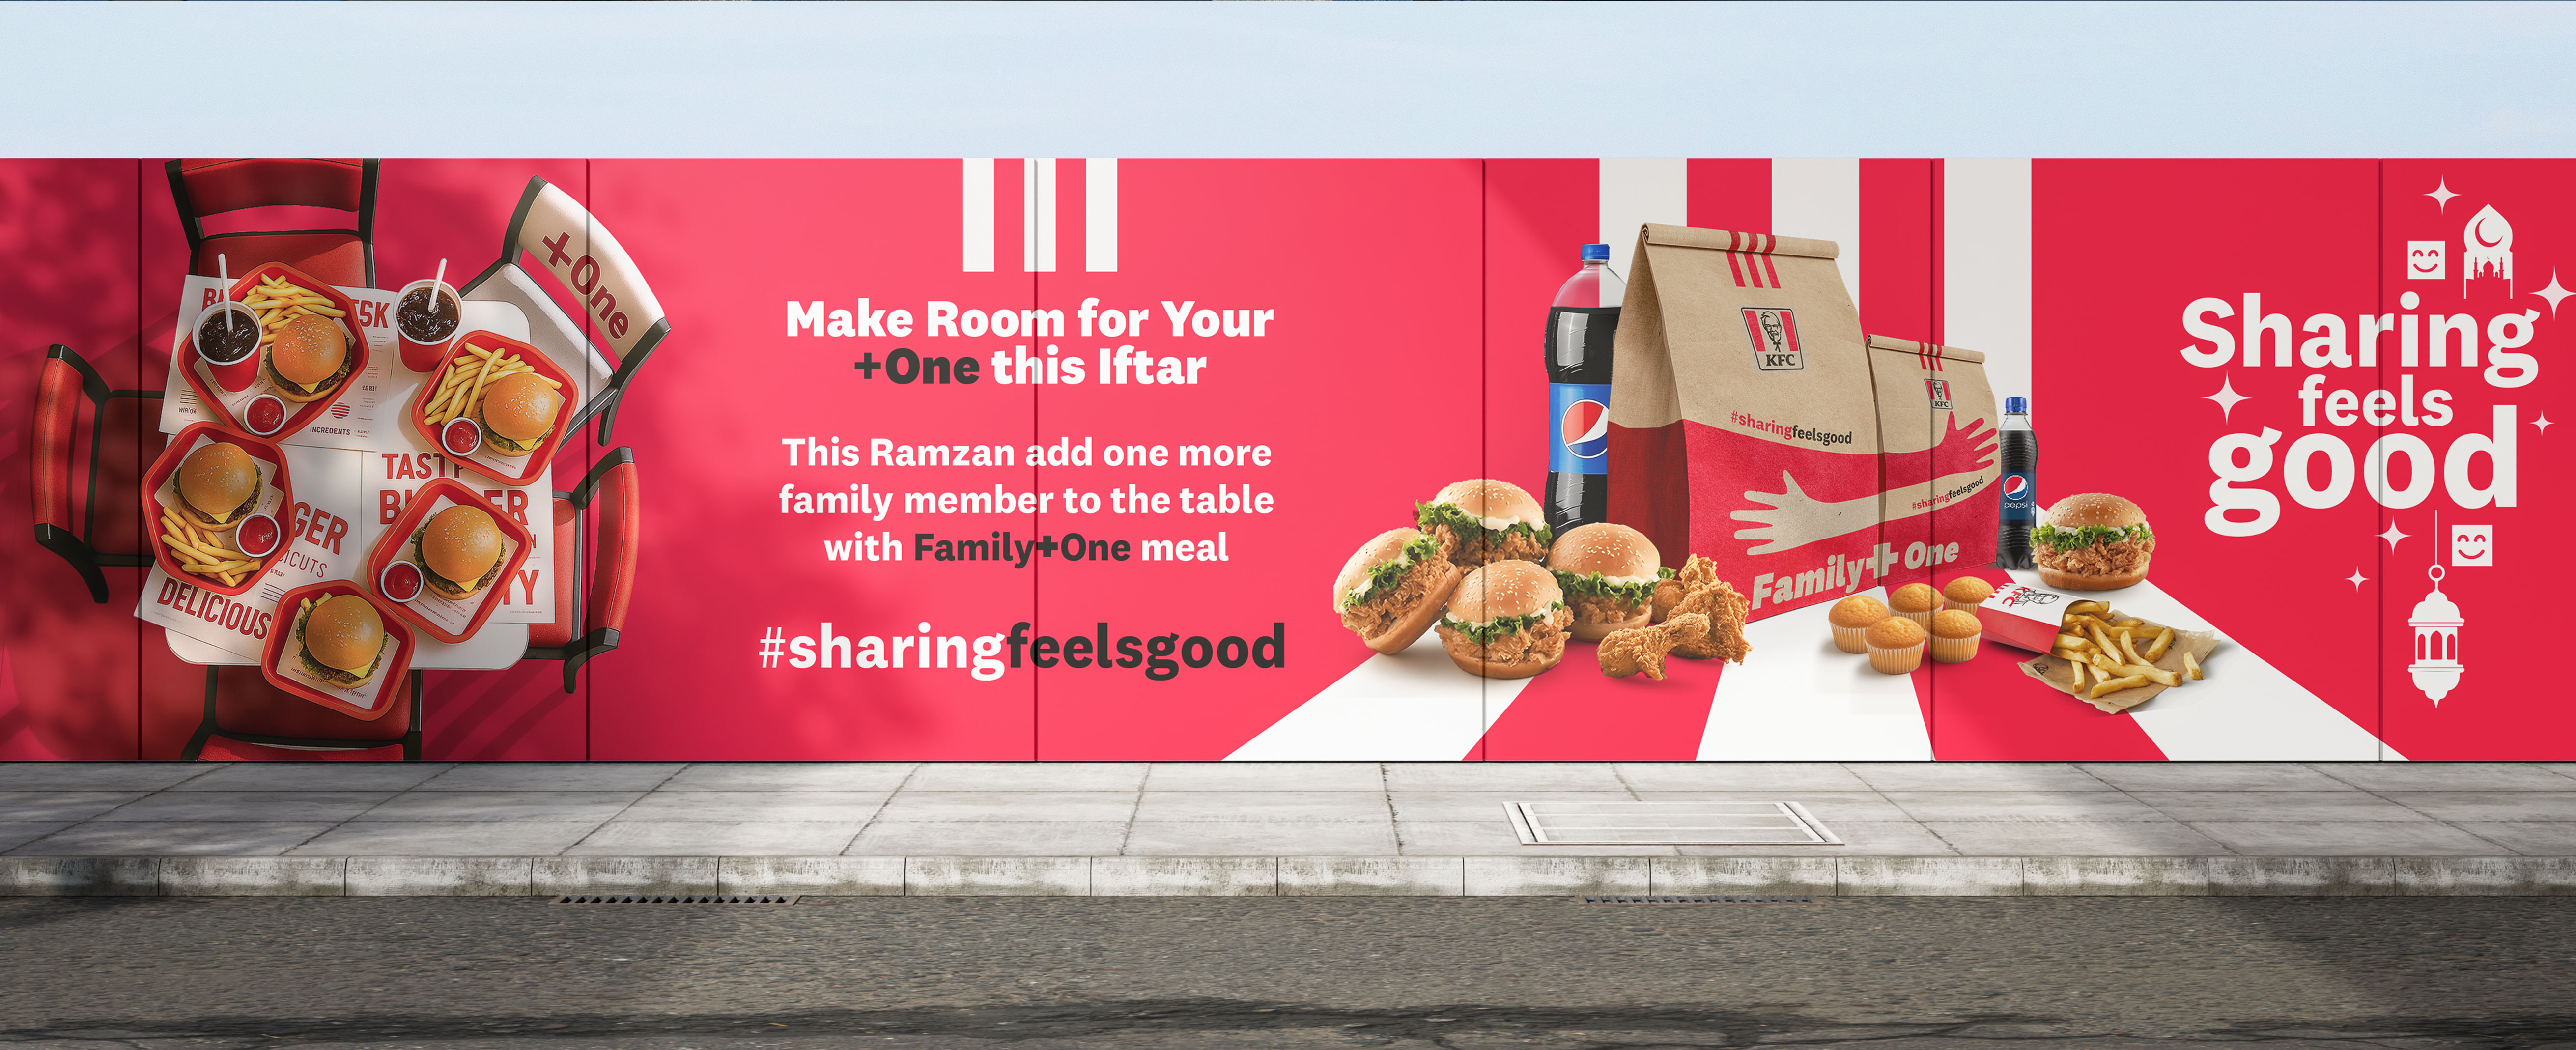 +One
DELICIOUS
INCREDENTS
Make Room for Your
+One this Iftar
This Ramzan add one more
family member to the table
with Family+One meal
#sharingfeelsgood
KFC
#sharingfeelsgood
Family+One
KFC
#sharingfeelsgood
pepsi
Sharing
feels
good